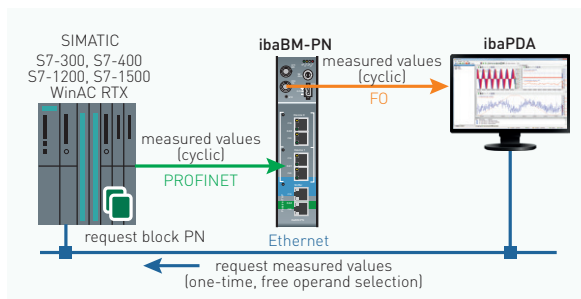 SIMATIC
S7-300, S7-400
S7-1200, S7-1500
WinAC RTX
ibaBM-PN
measured values
(cyclic)
FO
ibaPDA
measured values
(cyclic)
PROFINET
request block PN
Ethernet
request measured values
(one-time, free operand selection)